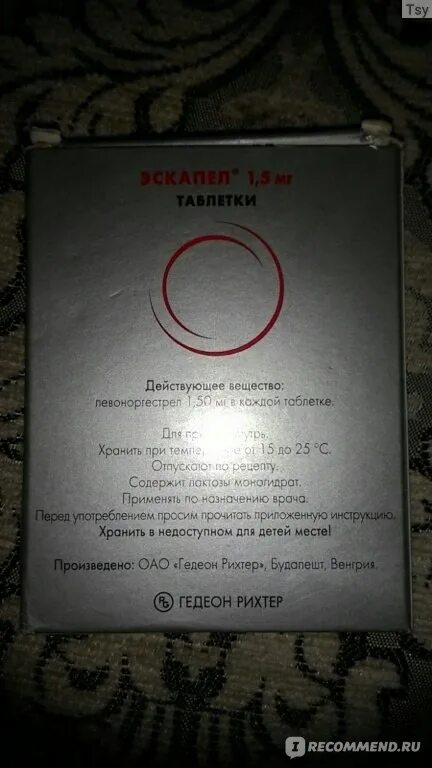 Tsy
ЭСКАПЕЛ® 1,5 мг
ТАБЛЕТКИ
Действующее вещество:
левоноргестрел 1,50 мг в каждой таблетке.
Для
Хранить при от 15 до 25 °С.
Отпускают по рецепту.
Содержит лактозы моногидрат.
Применять по назначению врача.
Перед употреблением просим прочитать приложенную инструкцию.
Хранить в недоступном для детей месте!
Произведено: ОАО «Гедеон Рихтер», Будапешт, Венгрия.
ГЕДЕОН РИХТЕР
IRECOMMEND.RU